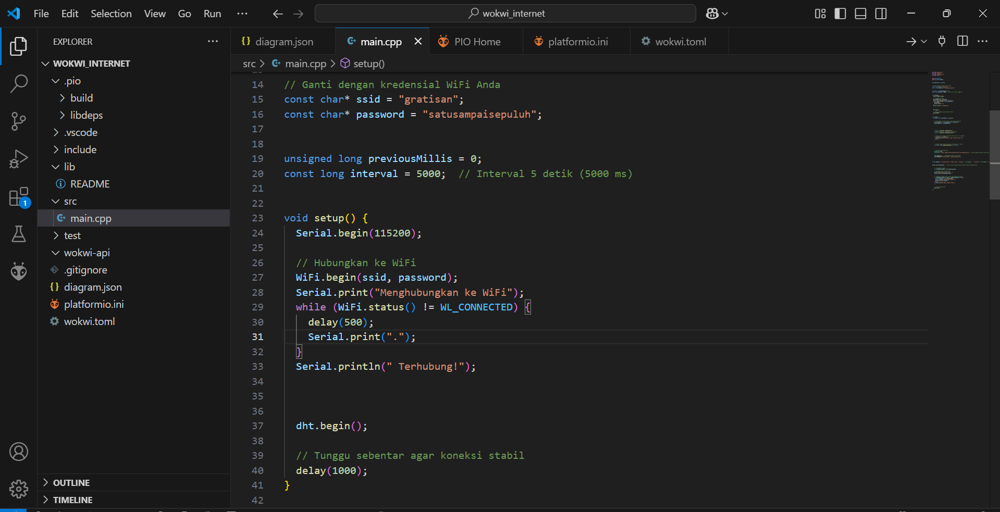 File Edit Selection View Go Run ··· wokwi_internet
EXPLORER ···
WOKWI_INTERNET
.pio
build
libdeps
.vscode
include
lib
README
src
main.cpp
test
wokwi-api
.gitignore
diagram.json
platformio.ini
wokwi.toml
OUTLINE
TIMELINE
1
diagram.json main.cpp PIO Home platformio.ini wokwi.toml
src > main.cpp > setup()
14 // Ganti dengan kredensial WiFi Anda
15 const char* ssid = "gratisan";
16 const char* password = "satusampaisepuluh";
17
18
19 unsigned long previousMillis = 0;
20 const long interval = 5000; // Interval 5 detik (5000 ms)
21
22
23 void setup() {
24 Serial.begin(115200);
25
26 // Hubungkan ke WiFi
27 WiFi.begin(ssid, password);
28 Serial.print("Menghubungkan ke WiFi");
29 while (WiFi.status() != WL_CONNECTED) {
30 delay(500);
31 Serial.print(".");
32 }
33 Serial.println(" Terhubung!");
34
35
36
37 dht.begin();
38
39 // Tunggu sebentar agar koneksi stabil
40 delay(1000);
41 }
42